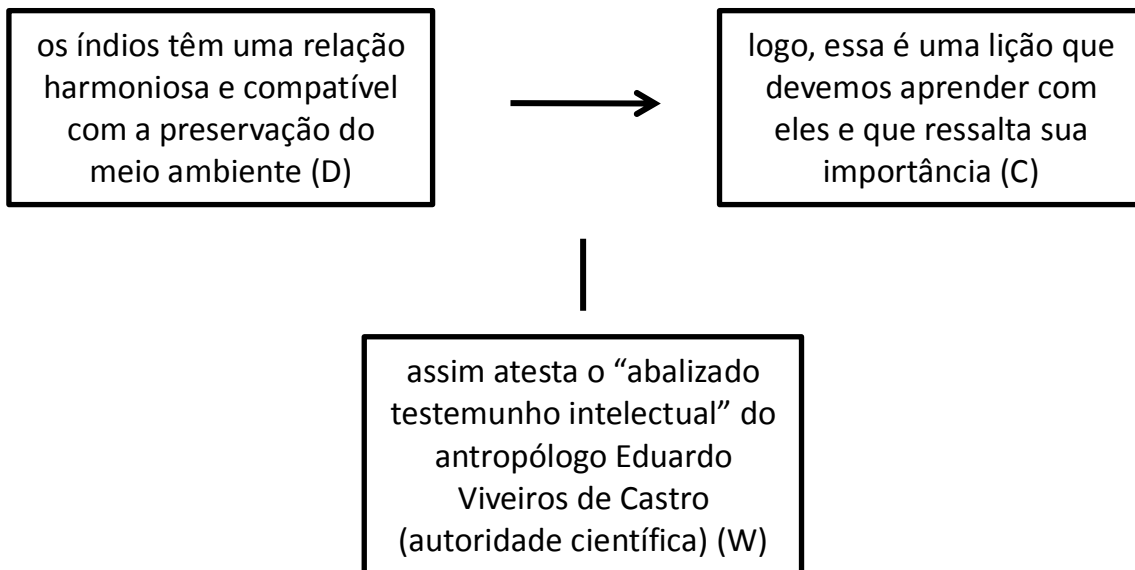 os índios têm uma relação
harmoniosa e compatível
com a preservação do
meio ambiente (D)
logo, essa é uma lição que
devemos aprender com
eles e que ressalta sua
importância (C)
assim atesta o “abalizado
testemunho intelectual” do
antropólogo Eduardo
Viveiros de Castro
(autoridade científica) (W)